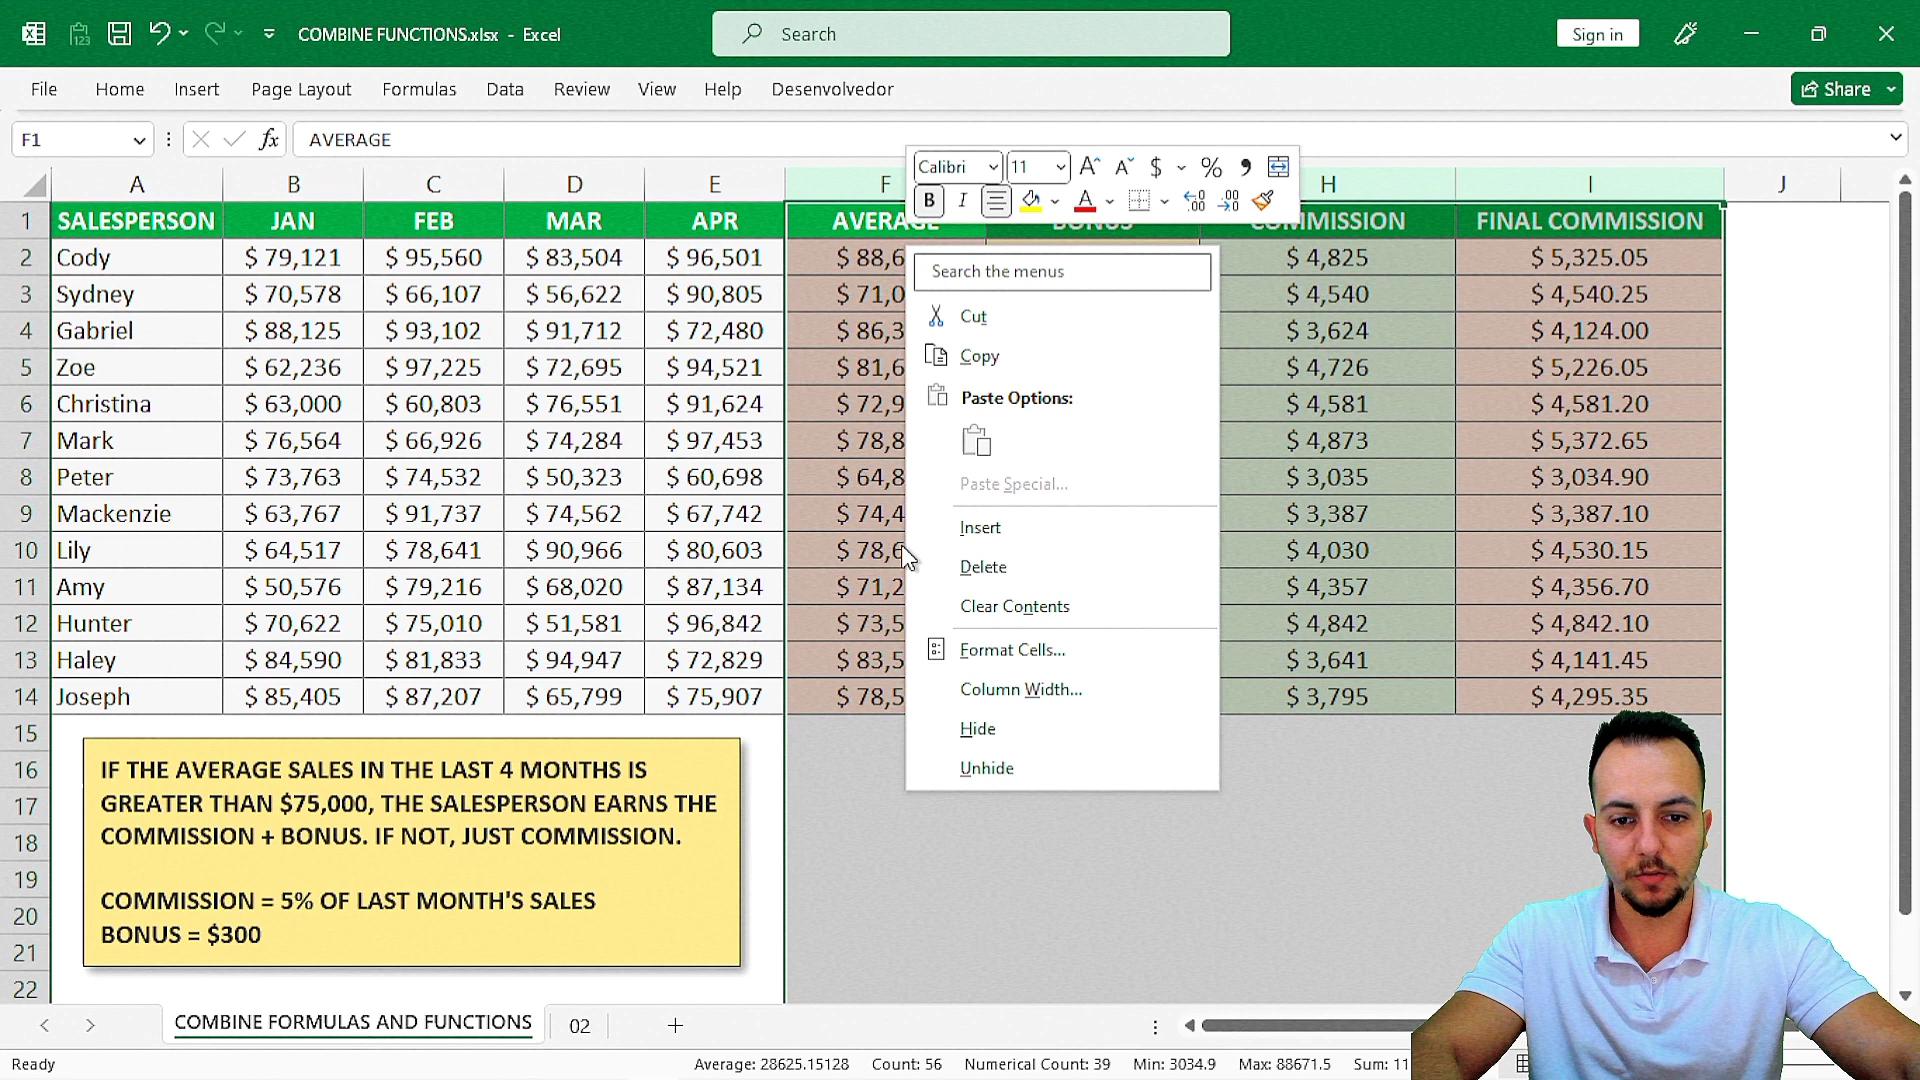 COMBINE FUNCTIONS.xlsx - Excel
Search
Sign in
File Home Insert Page Layout Formulas Data Review View Help Desenvolvedor
Share
F1
fx
AVERAGE
Calibri 11 A A $ % ,
B I A .00 .00
A B C D E F H I J
1 SALESPERSON JAN FEB MAR APR AVERAGE BONUS COMMISSION FINAL COMMISSION
2 Cody $ 79,121 $ 95,560 $ 83,504 $ 96,501 $ 88,6 $ 4,825 $ 5,325.05
3 Sydney $ 70,578 $ 66,107 $ 56,622 $ 90,805 $ 71,0 $ 4,540 $ 4,540.25
4 Gabriel $ 88,125 $ 93,102 $ 91,712 $ 72,480 $ 86,3 $ 3,624 $ 4,124.00
5 Zoe $ 62,236 $ 97,225 $ 72,695 $ 94,521 $ 81,6 $ 4,726 $ 5,226.05
6 Christina $ 63,000 $ 60,803 $ 76,551 $ 91,624 $ 72,9 $ 4,581 $ 4,581.20
7 Mark $ 76,564 $ 66,926 $ 74,284 $ 97,453 $ 78,8 $ 4,873 $ 5,372.65
8 Peter $ 73,763 $ 74,532 $ 50,323 $ 60,698 $ 64,8 $ 3,035 $ 3,034.90
9 Mackenzie $ 63,767 $ 91,737 $ 74,562 $ 67,742 $ 74,4 $ 3,387 $ 3,387.10
10 Lily $ 64,517 $ 78,641 $ 90,966 $ 80,603 $ 78,6 $ 4,030 $ 4,530.15
11 Amy $ 50,576 $ 79,216 $ 68,020 $ 87,134 $ 71,2 $ 4,357 $ 4,356.70
12 Hunter $ 70,622 $ 75,010 $ 51,581 $ 96,842 $ 73,5 $ 4,842 $ 4,842.10
13 Haley $ 84,590 $ 81,833 $ 94,947 $ 72,829 $ 83,5 $ 3,641 $ 4,141.45
14 Joseph $ 85,405 $ 87,207 $ 65,799 $ 75,907 $ 78,5 $ 3,795 $ 4,295.35
15
16
17
18
19
20
21
22
Search the menus
Cut
Copy
Paste Options:
Paste Special...
Insert
Delete
Clear Contents
Format Cells...
Column Width...
Hide
Unhide
IF THE AVERAGE SALES IN THE LAST 4 MONTHS IS
GREATER THAN $75,000, THE SALESPERSON EARNS THE
COMMISSION + BONUS. IF NOT, JUST COMMISSION.
COMMISSION = 5% OF LAST MONTH'S SALES
BONUS = $300
COMBINE FORMULAS AND FUNCTIONS 02
Ready
Average: 28625.15128 Count: 56 Numerical Count: 39 Min: 3034.9 Max: 88671.5 Sum: 11